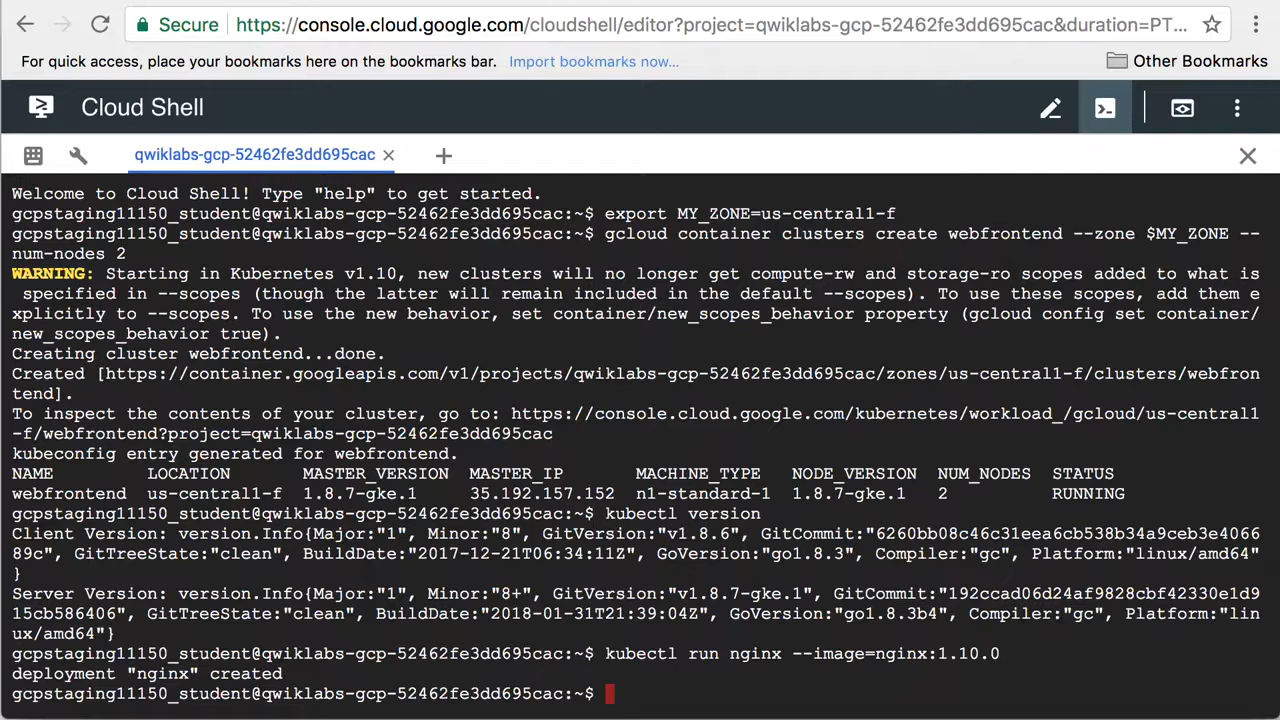 Secure https://console.cloud.google.com/cloudshell/editor?project=qwiklabs-gcp-52462fe3dd695cac&duration=PT...
For quick access, place your bookmarks here on the bookmarks bar. Import bookmarks now... Other Bookmarks
Cloud Shell
qwiklabs-gcp-52462fe3dd695cac
Welcome to Cloud Shell! Type "help" to get started.
gcpstaging11150_student@qwiklabs-gcp-52462fe3dd695cac:~$ export MY_ZONE=us-central1-f
gcpstaging11150_student@qwiklabs-gcp-52462fe3dd695cac:~$ gcloud container clusters create webfrontend --zone $MY_ZONE --
num-nodes 2
WARNING: Starting in Kubernetes v1.10, new clusters will no longer get compute-rw and storage-ro scopes added to what is
specified in --scopes (though the latter will remain included in the default --scopes). To use these scopes, add them e
xplicitly to --scopes. To use the new behavior, set container/new_scopes_behavior property (gcloud config set container/
new_scopes_behavior true).
Creating cluster webfrontend...done.
Created [https://container.googleapis.com/v1/projects/qwiklabs-gcp-52462fe3dd695cac/zones/us-central1-f/clusters/webfron
tend].
To inspect the contents of your cluster, go to: https://console.cloud.google.com/kubernetes/workload_/gcloud/us-central1
-f/webfrontend?project=qwiklabs-gcp-52462fe3dd695cac
kubeconfig entry generated for webfrontend.
NAME LOCATION MASTER_VERSION MASTER_IP MACHINE_TYPE NODE_VERSION NUM_NODES STATUS
webfrontend us-central1-f 1.8.7-gke.1 35.192.157.152 n1-standard-1 1.8.7-gke.1 2 RUNNING
gcpstaging11150_student@qwiklabs-gcp-52462fe3dd695cac:~$ kubectl version
Client Version: version.Info{Major:"1", Minor:"8", GitVersion:"v1.8.6", GitCommit:"6260bb08c46c31eea6cb538b34a9ceb3e4066
89c", GitTreeState:"clean", BuildDate:"2017-12-21T06:34:11Z", GoVersion:"go1.8.3", Compiler:"gc", Platform:"linux/amd64"
}
Server Version: version.Info{Major:"1", Minor:"8+", GitVersion:"v1.8.7-gke.1", GitCommit:"192ccad06d24af9828cbf42330e1d9
15cb586406", GitTreeState:"clean", BuildDate:"2018-01-31T21:39:04Z", GoVersion:"go1.8.3b4", Compiler:"gc", Platform:"lin
ux/amd64"}
gcpstaging11150_student@qwiklabs-gcp-52462fe3dd695cac:~$ kubectl run nginx --image=nginx:1.10.0
deployment "nginx" created
gcpstaging11150_student@qwiklabs-gcp-52462fe3dd695cac:~$